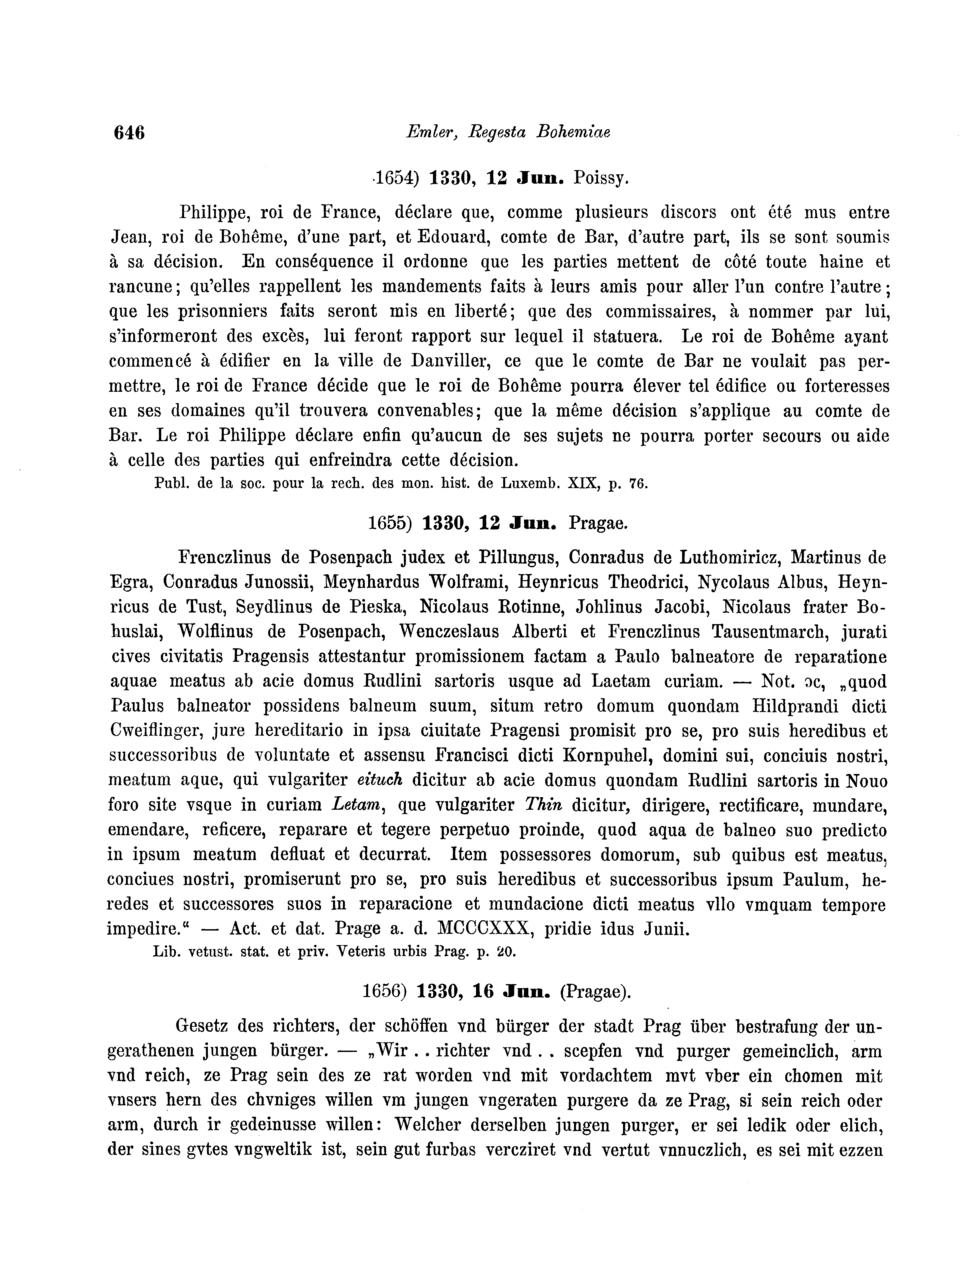 646 Emler, Regesta Bohemiae
1654) 1330, 12 Jun. Poissy.
Philippe, roi de France, déclare que, comme plusieurs discors ont été mus entre
Jean, roi de Bohême, d'une part, et Edouard, comte de Bar, d'autre part, ils se sont soumis
à sa décision. En conséquence il ordonne que les parties mettent de côté toute haine et
rancune; qu'elles rappellent les mandements faits à leurs amis pour aller l'un contre l'autre;
que les prisonniers faits seront mis en liberté; que des commissaires, à nommer par lui,
s'informeront des excès, lui feront rapport sur lequel il statuera. Le roi de Bohême ayant
commencé à édifier en la ville de Danviller, ce que le comte de Bar ne voulait pas per-
mettre, le roi de France décide que le roi de Bohême pourra élever tel édifice ou forteresses
en ses domaines qu'il trouvera convenables; que la même décision s'applique au comte de
Bar. Le roi Philippe déclare enfin qu'aucun de ses sujets ne pourra porter secours ou aide
à celle des parties qui enfreindra cette décision.
Publ. de la soc. pour la rech. des mon. hist. de Luxemb. XIX, p. 76.
1655) 1330, 12 Jun. Pragae.
Frenczlinus de Posenpach judex et Pillungus, Conradus de Luthomiricz, Martinus de
Egra, Conradus Junossii, Meynhardus Wolframi, Heynricus Theodrici, Nycolaus Albus, Heyn-
ricus de Tust, Seydlinus de Pieska, Nicolaus Rotinne, Johlinus Jacobi, Nicolaus frater Bo-
huslai, Wolflinus de Posenpach, Wenczeslaus Alberti et Frenczlinus Tausentmarch, jurati
cives civitatis Pragensis attestantur promissionem factam a Paulo balneatore de reparatione
aquae meatus ab acie domus Rudlini sartoris usque ad Laetam curiam. — Not. ɔc, „quod
Paulus balneator possidens balneum suum, situm retro domum quondam Hildprandi dicti
Cweiflinger, jure hereditario in ipsa ciuitate Pragensi promisit pro se, pro suis heredibus et
successoribus de voluntate et assensu Francisci dicti Kornpuhel, domini sui, conciuis nostri,
meatum aque, qui vulgariter eituch dicitur ab acie domus quondam Rudlini sartoris in Nouo
foro site vsque in curiam Letam, que vulgariter Thin dicitur, dirigere, rectificare, mundare,
emendare, reficere, reparare et tegere perpetuo proinde, quod aqua de balneo suo predicto
in ipsum meatum defluat et decurrat. Item possessores domorum, sub quibus est meatus,
conciues nostri, promiserunt pro se, pro suis heredibus et successoribus ipsum Paulum, he-
redes et successores suos in reparacione et mundacione dicti meatus vllo vmquam tempore
impedire.“ — Act. et dat. Prage a. d. MCCCXXX, pridie idus Junii.
Lib. vetust. stat. et priv. Veteris urbis Prag. p. 20.
1656) 1330, 16 Jun. (Pragae).
Gesetz des richters, der schöffen vnd bürger der stadt Prag über bestrafung der un-
gerathenen jungen bürger. — „Wir . . richter vnd . . scepfen vnd purger gemeinclich, arm
vnd reich, ze Prag sein des ze rat worden vnd mit vordachtem mvt vber ein chomen mit
vnsers hern des chvniges willen vm jungen vngeraten purgere da ze Prag, si sein reich oder
arm, durch ir gedeinusse willen: Welcher derselben jungen purger, er sei ledik oder elich,
der sines gvtes vngweltik ist, sein gut furbas vercziret vnd vertut vnnuczlich, es sei mit ezzen